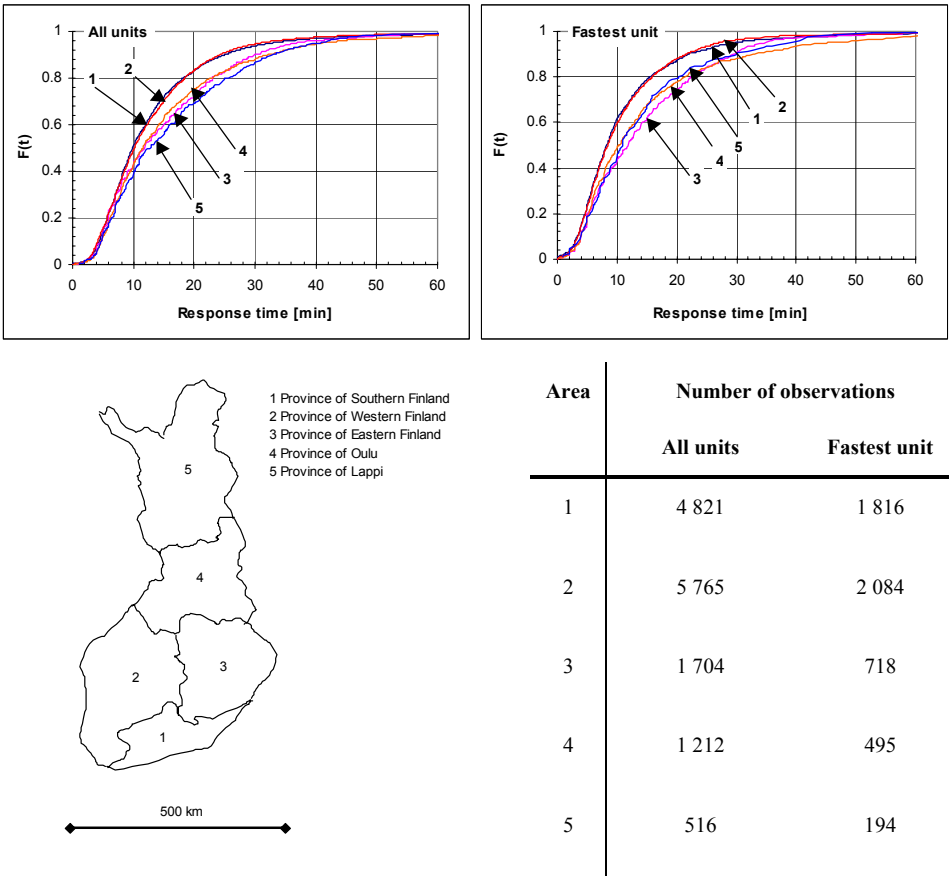 All units
1
0.8
0.6
0.4
0.2
0
F(t)
1
2
4
3
5
0 10 20 30 40 50 60
Response time [min]
Fastest unit
1
0.8
0.6
0.4
0.2
0
F(t)
2
1
5
4
3
0 10 20 30 40 50 60
Response time [min]
1 Province of Southern Finland
2 Province of Western Finland
3 Province of Eastern Finland
4 Province of Oulu
5 Province of Lappi
5
4
3
2
1
500 km
Area Number of observations
All units Fastest unit
1 4 821 1 816
2 5 765 2 084
3 1 704 718
4 1 212 495
5 516 194